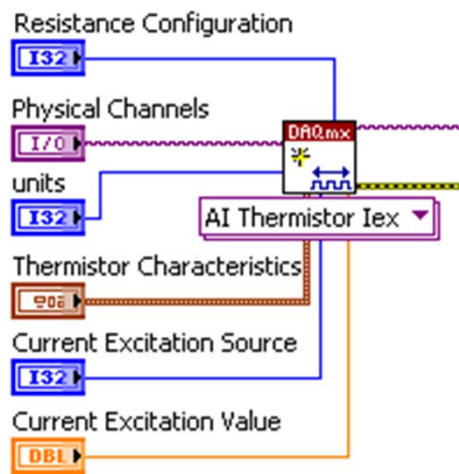 Resistance Configuration
I32
Physical Channels
I/O
DAQmx
units
I32
AI Thermistor Iex
Thermistor Characteristics
Current Excitation Source
I32
Current Excitation Value
DBL